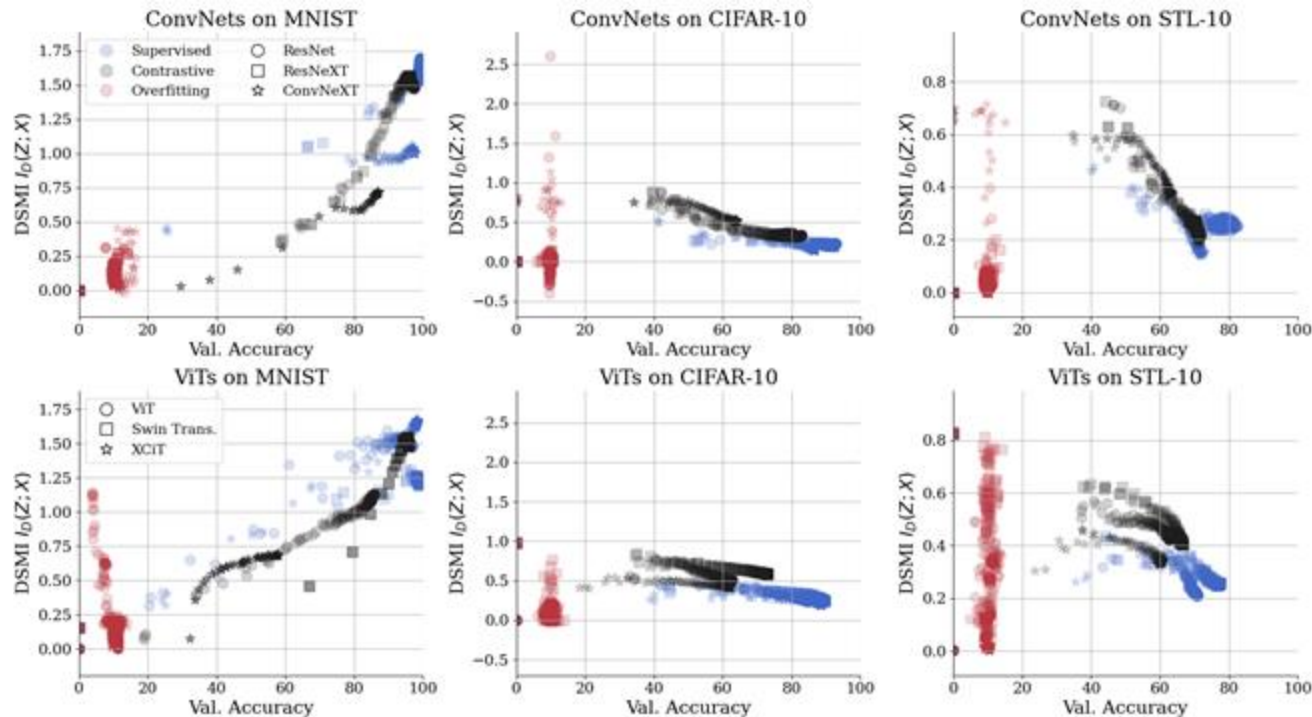 ConvNets on MNIST
DSMI I_D(Z; X)
1.75
1.50
1.25
1.00
0.75
0.50
0.25
0.00
Supervised
Contrastive
Overfitting
ResNet
ResNeXT
ConvNeXT
0 20 40 60 80 100
Val. Accuracy
ConvNets on CIFAR-10
DSMI I_D(Z; X)
2.5
2.0
1.5
1.0
0.5
0.0
−0.5
0 20 40 60 80 100
Val. Accuracy
ConvNets on STL-10
DSMI I_D(Z; X)
0.8
0.6
0.4
0.2
0.0
0 20 40 60 80 100
Val. Accuracy
ViTs on MNIST
DSMI I_D(Z; X)
1.75
1.50
1.25
1.00
0.75
0.50
0.25
0.00
ViT
Swin Trans.
XCiT
0 20 40 60 80 100
Val. Accuracy
ViTs on CIFAR-10
DSMI I_D(Z; X)
2.5
2.0
1.5
1.0
0.5
0.0
−0.5
0 20 40 60 80 100
Val. Accuracy
ViTs on STL-10
DSMI I_D(Z; X)
0.8
0.6
0.4
0.2
0.0
0 20 40 60 80 100
Val. Accuracy